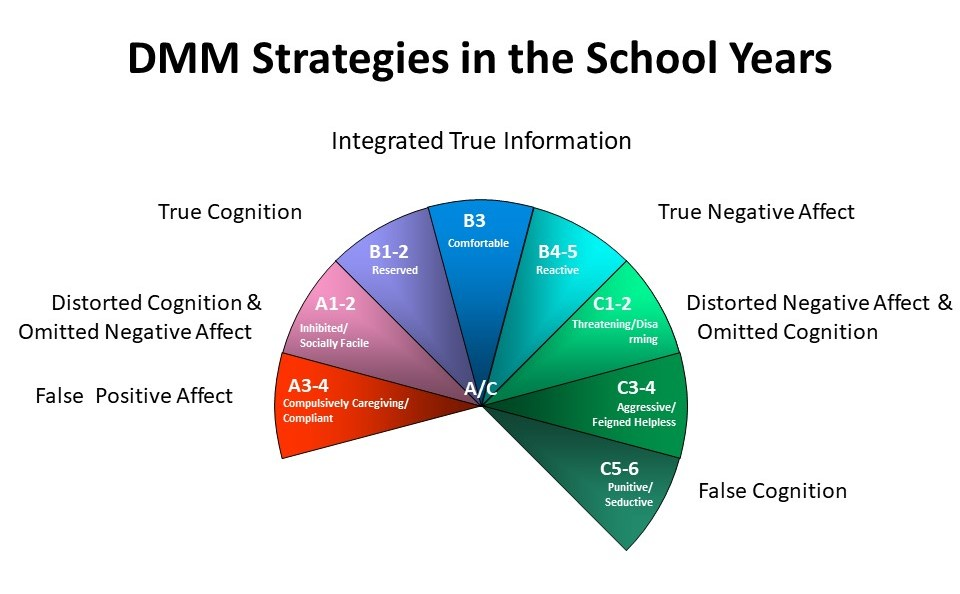 DMM Strategies in the School Years
Integrated True Information
True Cognition
True Negative Affect
B3
Comfortable
B1-2
Reserved
B4-5
Reactive
Distorted Cognition &
Omitted Negative Affect
A1-2
Inhibited/
Socially Facile
C1-2
Threatening/Disa
rming
Distorted Negative Affect &
Omitted Cognition
False  Positive Affect
A3-4
Compulsively Caregiving/
Compliant
A/C
C3-4
Aggressive/
Feigned Helpless
C5-6
Punitive/
Seductive
False Cognition